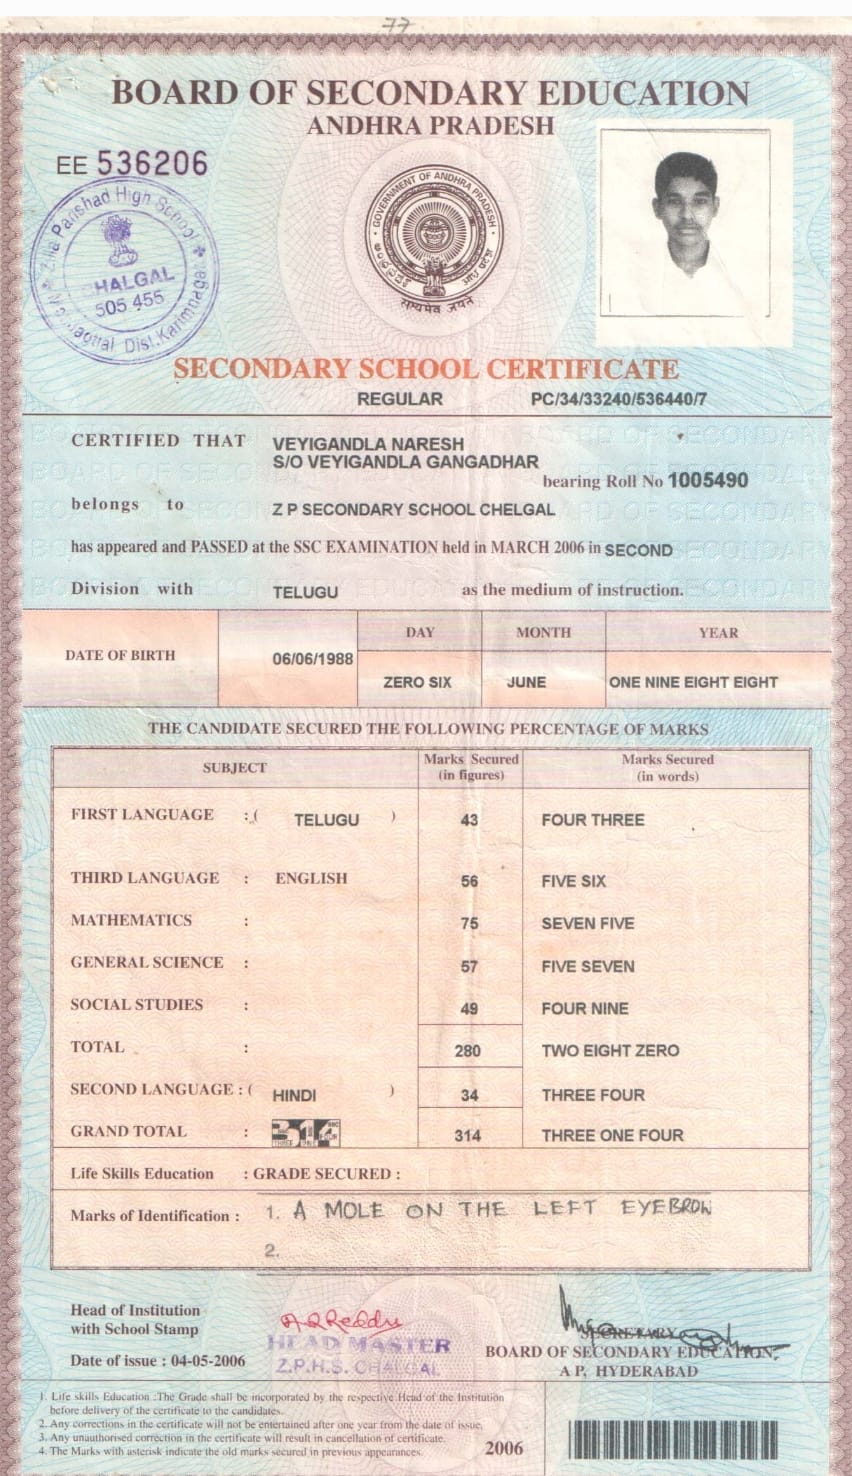 77
BOARD OF SECONDARY EDUCATION
ANDHRA PRADESH
EE 536206
Zilla Parishad High School
CHALGAL
505 455
Jagtial Dist. Karimnagar
GOVERNMENT OF ANDHRA PRADESH
सत्यमेव जयते
SECONDARY SCHOOL CERTIFICATE
REGULAR PC/34/33240/536440/7
CERTIFIED THAT VEYIGANDLA NARESH
S/O VEYIGANDLA GANGADHAR
bearing Roll No 1005490
belongs to Z P SECONDARY SCHOOL CHELGAL
has appeared and PASSED at the SSC EXAMINATION held in MARCH 2006 in SECOND
Division with TELUGU as the medium of instruction.
DATE OF BIRTH 06/06/1988 DAY MONTH YEAR
ZERO SIX JUNE ONE NINE EIGHT EIGHT
THE CANDIDATE SECURED THE FOLLOWING PERCENTAGE OF MARKS
SUBJECT Marks Secured (in figures) Marks Secured (in words)
FIRST LANGUAGE : ( TELUGU ) 43 FOUR THREE
THIRD LANGUAGE : ENGLISH 56 FIVE SIX
MATHEMATICS : 75 SEVEN FIVE
GENERAL SCIENCE : 57 FIVE SEVEN
SOCIAL STUDIES : 49 FOUR NINE
TOTAL : 280 TWO EIGHT ZERO
SECOND LANGUAGE : ( HINDI ) 34 THREE FOUR
GRAND TOTAL : 314 314 THREE ONE FOUR
Life Skills Education : GRADE SECURED :
Marks of Identification : 1. A MOLE ON THE LEFT EYEBROW
2.
Head of Institution
with School Stamp
Date of issue : 04-05-2006
HEAD MASTER
Z.P.H.S. CHALGAL
SECRETARY
BOARD OF SECONDARY EDUCATION
A P, HYDERABAD
1. Life skills Education :The Grade shall be incorporated by the respective Head of the Institution
before delivery of the certificate to the candidates.
2. Any corrections in the certificate will not be entertained after one year from the date of issue,
3. Any unauthorised correction in the certificate will result in cancellation of certificate.
4. The Marks with asterisk indicate the old marks secured in previous appearances.
2006